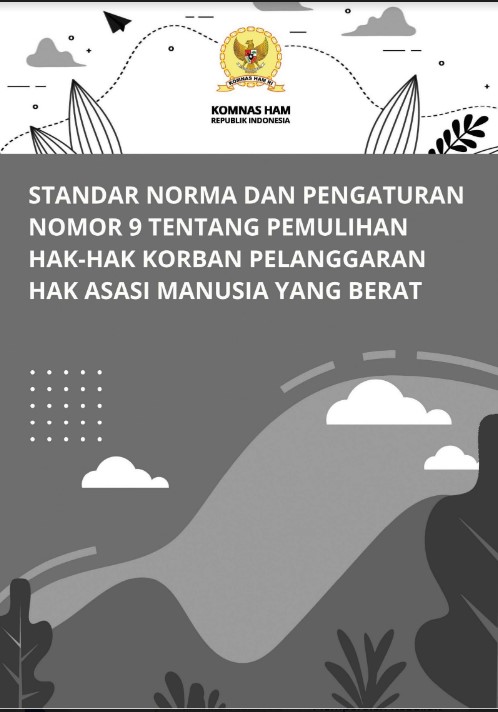 KOMNAS HAM RI
KOMNAS HAM
REPUBLIK INDONESIA
STANDAR NORMA DAN PENGATURAN
NOMOR 9 TENTANG PEMULIHAN
HAK-HAK KORBAN PELANGGARAN
HAK ASASI MANUSIA YANG BERAT